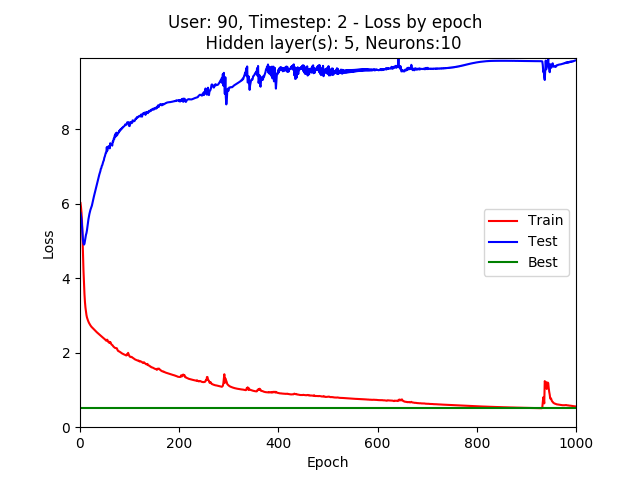 User: 90, Timestep: 2 - Loss by epoch
Hidden layer(s): 5, Neurons:10
Loss
8
6
4
2
0
Train
Test
Best
0 200 400 600 800 1000
Epoch